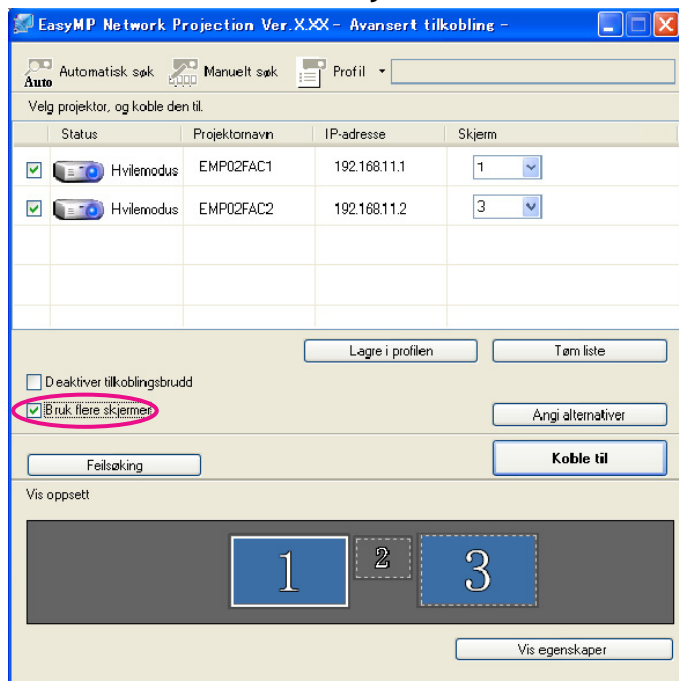 EasyMP Network Projection Ver.X.XX - Avansert tilkobling -
Auto Automatisk søk Manuelt søk Profil
Velg projektor, og koble den til.
Status Projektornavn IP-adresse Skjerm
Hvilemodus EMP02FAC1 192.168.11.1 1
Hvilemodus EMP02FAC2 192.168.11.2 3
Lagre i profilen Tøm liste
Deaktiver tilkoblingsbrudd
Bruk flere skjermer
Angi alternativer
Feilsøking Koble til
Vis oppsett
1 2 3
Vis egenskaper